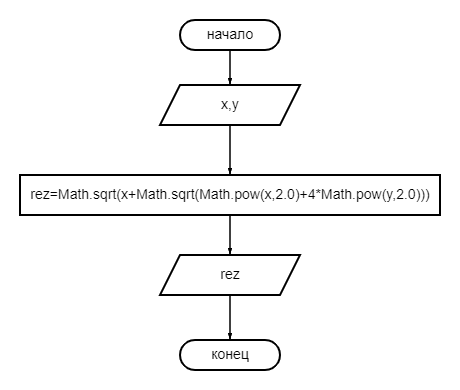 начало
x,y
rez=Math.sqrt(x+Math.sqrt(Math.pow(x,2.0)+4*Math.pow(y,2.0)))
rez
конец